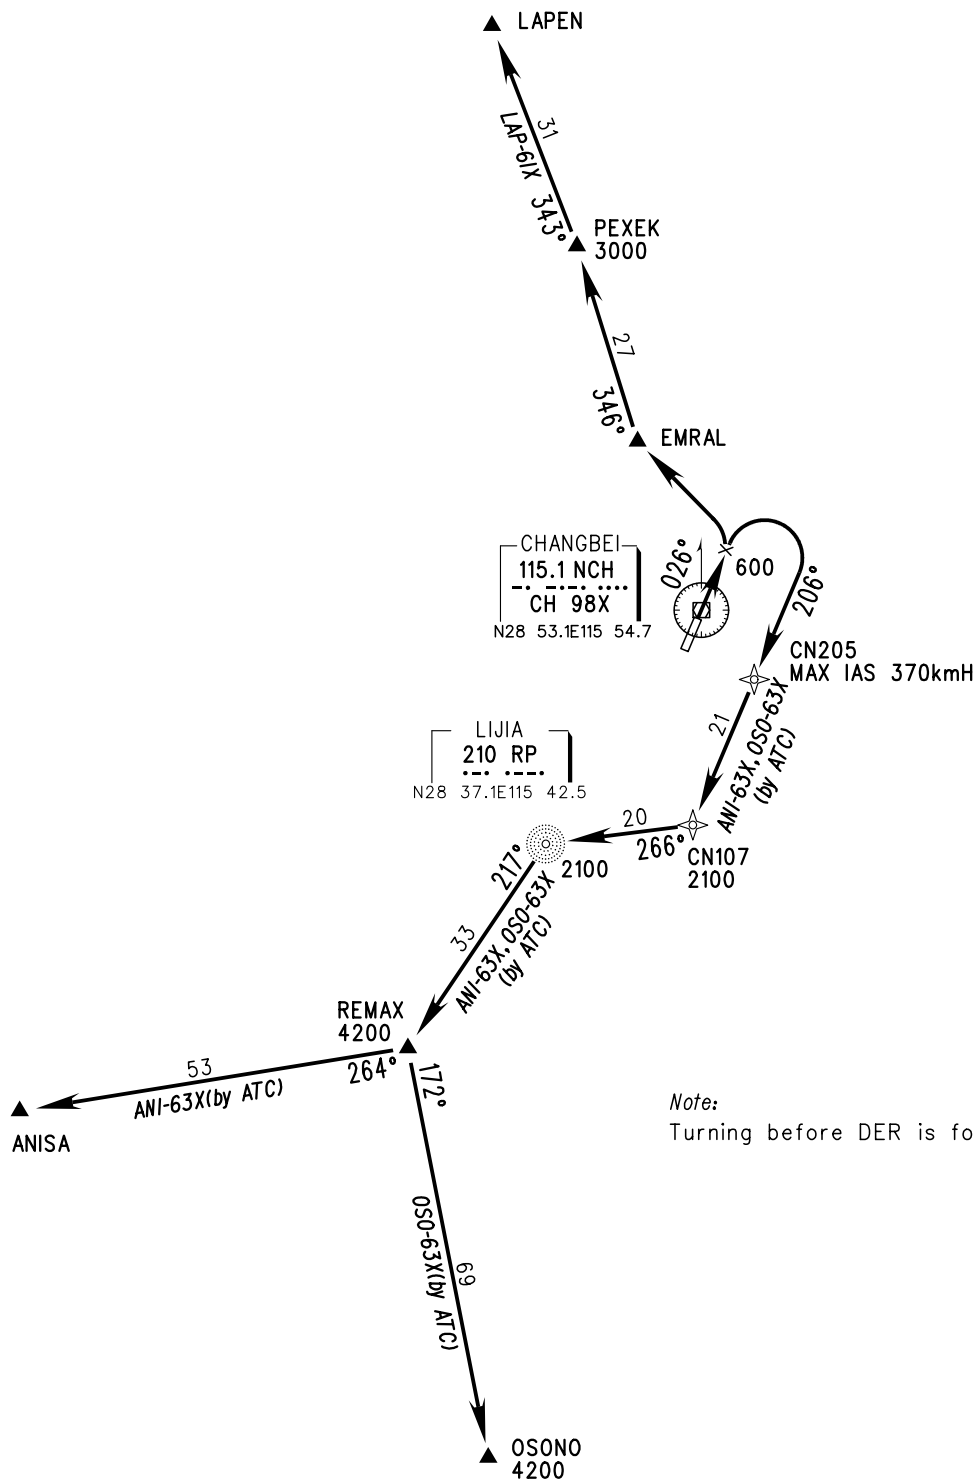 LAPEN
31
LAP-61X 343°
PEXEK
3000
27
346°
EMRAL
CHANGBEI
115.1 NCH
CH 98X
N28 53.1E115 54.7
026°
600
206°
CN205
MAX IAS 370kmH
21
ANI-63X, OSO-63X
(by ATC)
LIJIA
210 RP
N28 37.1E115 42.5
20
266°
CN107
2100
2100
217°
33
ANI-63X, OSO-63X
(by ATC)
REMAX
4200
264°
172°
53
ANI-63X(by ATC)
ANISA
Note:
Turning before DER is fo
OSO-63X(by ATC)
69
OSONO
4200